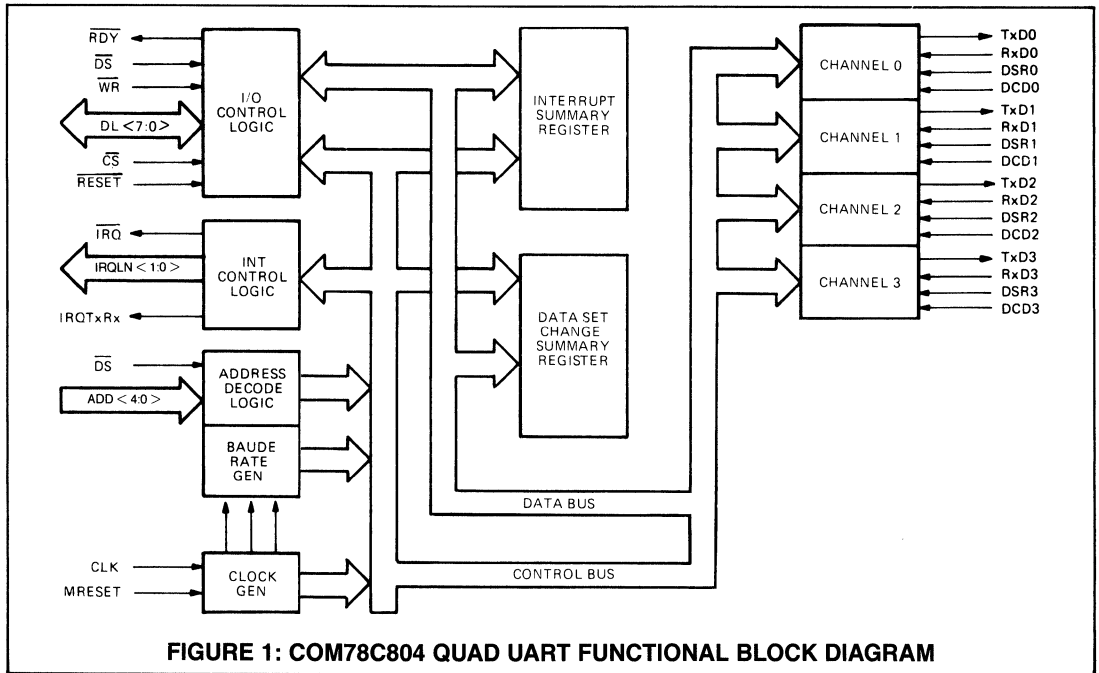 RDY
DS
WR
DL <7:0>
CS
RESET
I/O
CONTROL
LOGIC
IRQ
IRQLN <1:0>
IRQTxRx
INT
CONTROL
LOGIC
DS
ADD <4:0>
ADDRESS
DECODE
LOGIC
BAUDE
RATE
GEN
CLK
MRESET
CLOCK
GEN
INTERRUPT
SUMMARY
REGISTER
DATA SET
CHANGE
SUMMARY
REGISTER
DATA BUS
CONTROL BUS
CHANNEL 0
CHANNEL 1
CHANNEL 2
CHANNEL 3
TxD0
RxD0
DSR0
DCD0
TxD1
RxD1
DSR1
DCD1
TxD2
RxD2
DSR2
DCD2
TxD3
RxD3
DSR3
DCD3
FIGURE 1: COM78C804 QUAD UART FUNCTIONAL BLOCK DIAGRAM